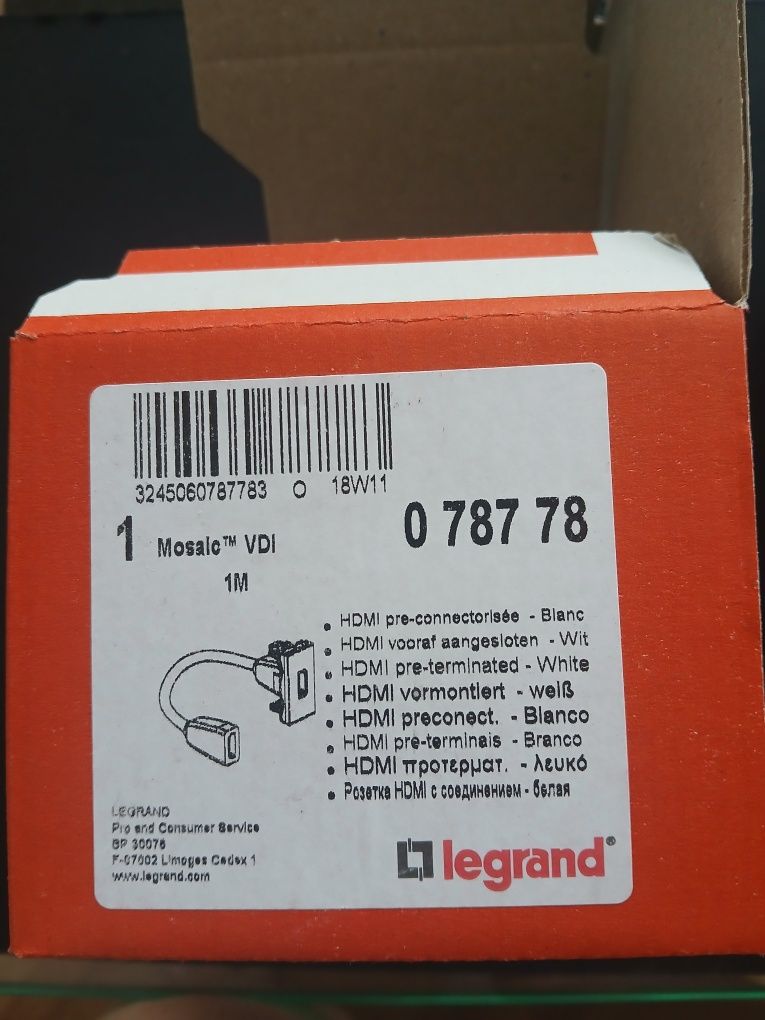 3245060787783 O 18W11
1 Mosaic™ VDI
0 787 78
1M
• HDMI pre-connectorisée - Blanc
• HDMI vooraf aangesloten - Wit
• HDMI pre-terminated - White
• HDMI vormontiert - weiß
• HDMI preconect. - Blanco
• HDMI pre-terminais - Branco
• HDMI προτερματ. - λευκό
• Розетка HDMI с соединением - белая
LEGRAND
Pro and Consumer Service
BP 30076
F-87002 Limoges Cedex 1
www.legrand.com
legrand®